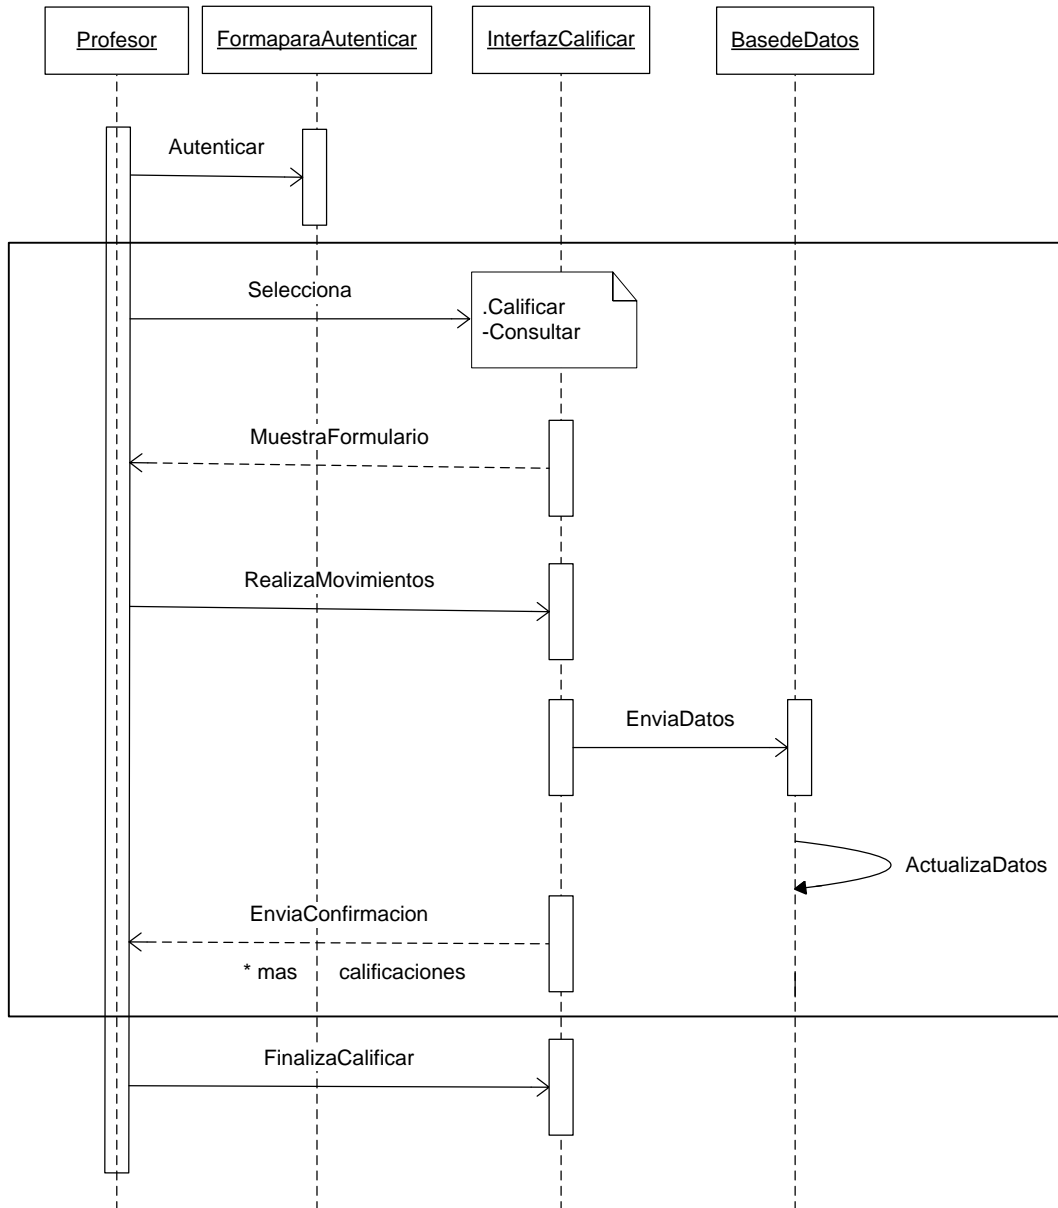 Profesor
FormaparaAutenticar
InterfazCalificar
BasedeDatos
Autenticar
Selecciona
.Calificar
-Consultar
MuestraFormulario
RealizaMovimientos
EnviaDatos
ActualizaDatos
EnviaConfirmacion
* mas calificaciones
FinalizaCalificar